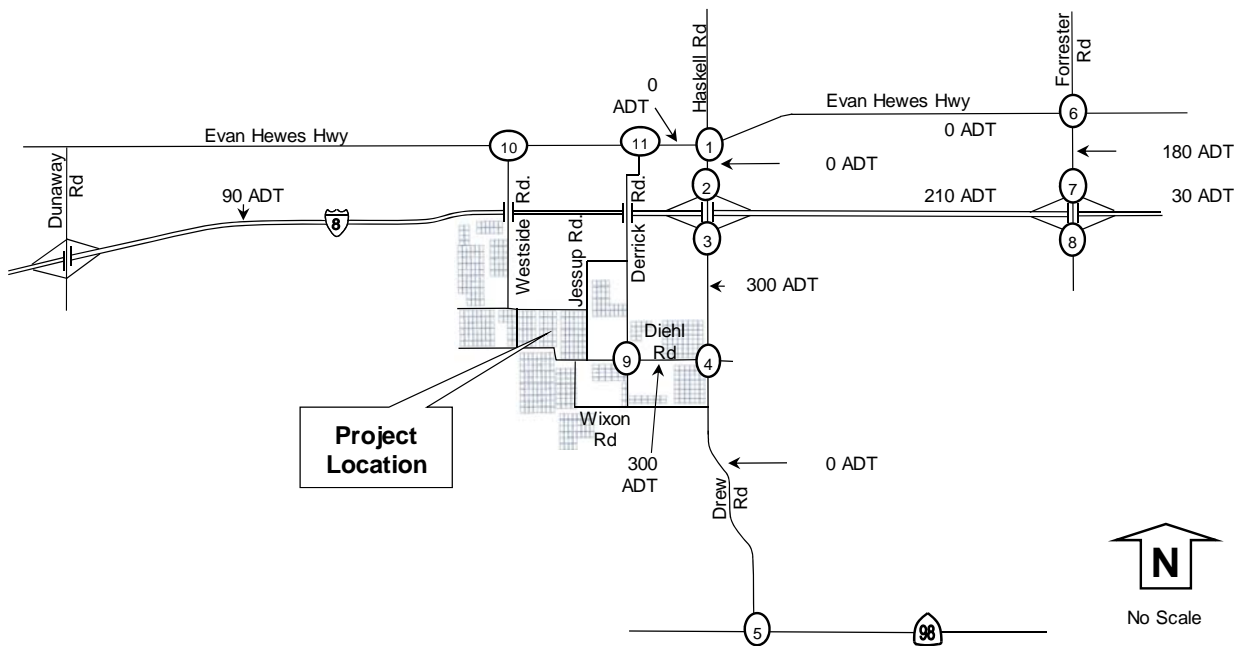 Haskell Rd
Forrester
Rd
0
ADT
Evan Hewes Hwy
6
0 ADT
Evan Hewes Hwy
10
11
1
0 ADT
180 ADT
Dunaway
Rd
90 ADT
8
Westside Rd.
Jessup Rd.
Derrick Rd.
2
7
210 ADT
30 ADT
3
8
300 ADT
Diehl
Rd
9
4
Project
Location
Wixon
Rd
300
ADT
0 ADT
Drew
Rd
N
No Scale
5
98